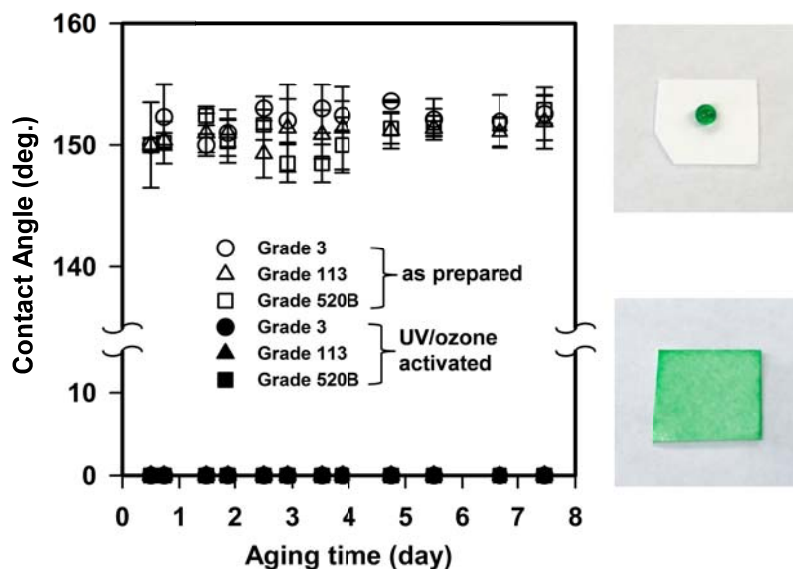 160
150
140
10
0
Contact Angle (deg.)
Grade 3
Grade 113
Grade 520B
as prepared
Grade 3
Grade 113
Grade 520B
UV/ozone
activated
0 1 2 3 4 5 6 7 8
Aging time (day)